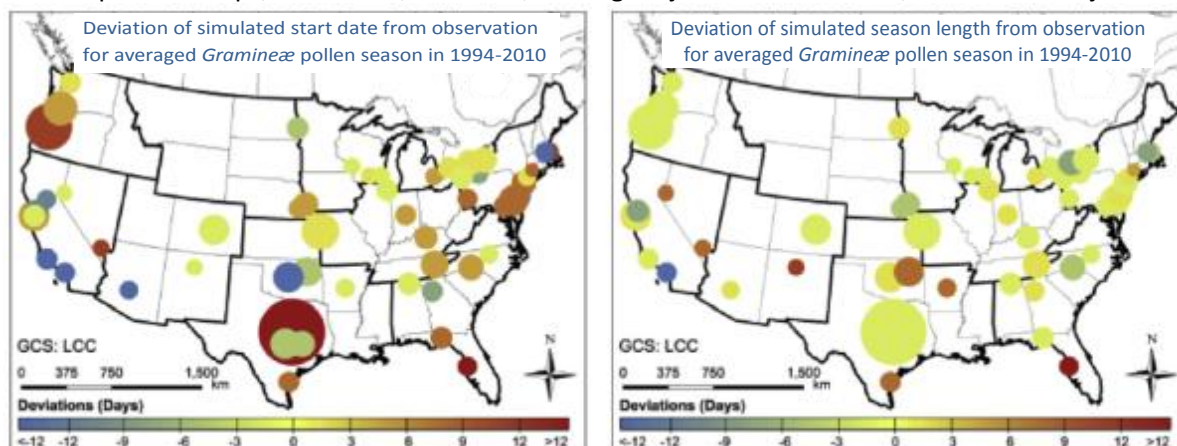 Deviation of simulated start date from observation
for averaged Gramineæ pollen season in 1994-2010
GCS: LCC
0 375 750 1,500
km
N
Deviations (Days)
<-12 -12 -9 -6 -3 0 3 6 9 12 >12
Deviation of simulated season length from observation
for averaged Gramineæ pollen season in 1994-2010
GCS: LCC
0 375 750 1,500
km
N
Deviations (Days)
<-12 -12 -9 -6 -3 0 3 6 9 12 >12